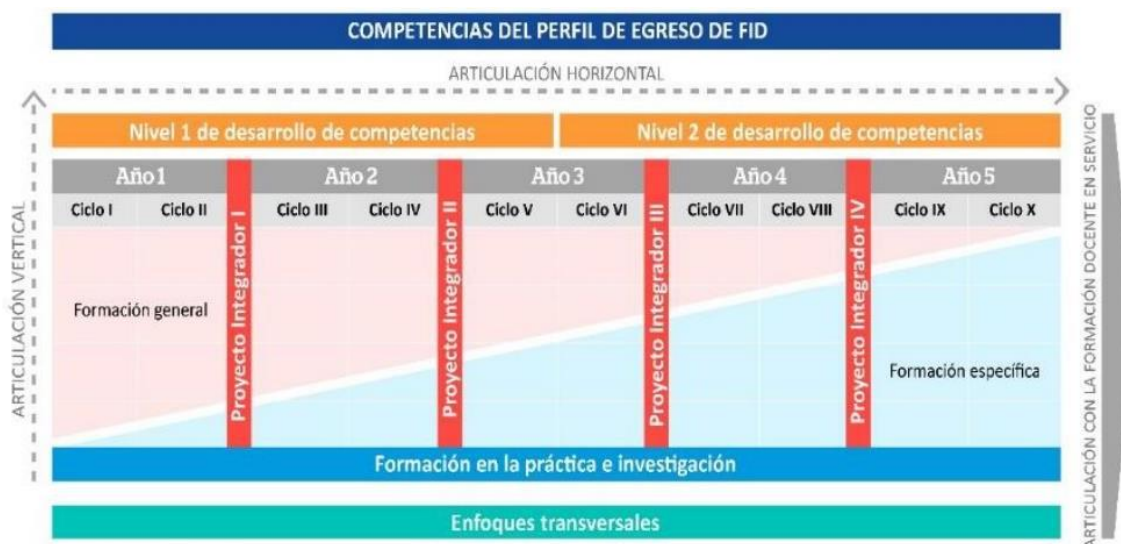 COMPETENCIAS DEL PERFIL DE EGRESO DE FID
ARTICULACIÓN HORIZONTAL
Nivel 1 de desarrollo de competencias
Nivel 2 de desarrollo de competencias
Año 1
Año 2
Año 3
Año 4
Año 5
Ciclo I
Ciclo II
Ciclo III
Ciclo IV
Ciclo V
Ciclo VI
Ciclo VII
Ciclo VIII
Ciclo IX
Ciclo X
Proyecto Integrador I
Proyecto Integrador II
Proyecto Integrador III
Proyecto Integrador IV
Formación general
Formación específica
Formación en la práctica e investigación
Enfoques transversales
ARTICULACIÓN VERTICAL
ARTICULACIÓN CON LA FORMACIÓN DOCENTE EN SERVICIO